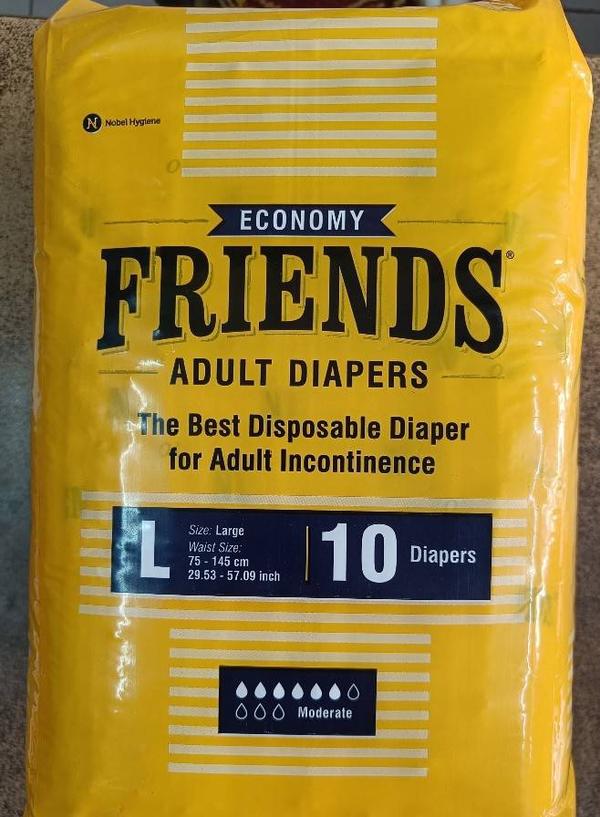 N Nobel Hygiene
ECONOMY
FRIENDS®
ADULT DIAPERS
The Best Disposable Diaper
for Adult Incontinence
L
Size: Large
Waist Size:
75 - 145 cm
29.53 - 57.09 inch
10 Diapers
Moderate